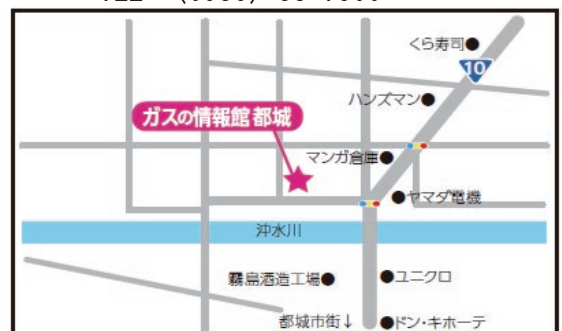 くら寿司●
10
ハンズマン●
ガスの情報館 都城
マンガ倉庫●
●ヤマダ電機
沖水川
霧島酒造工場●
●ユニクロ
都城市街↓
●ドン・キホーテ